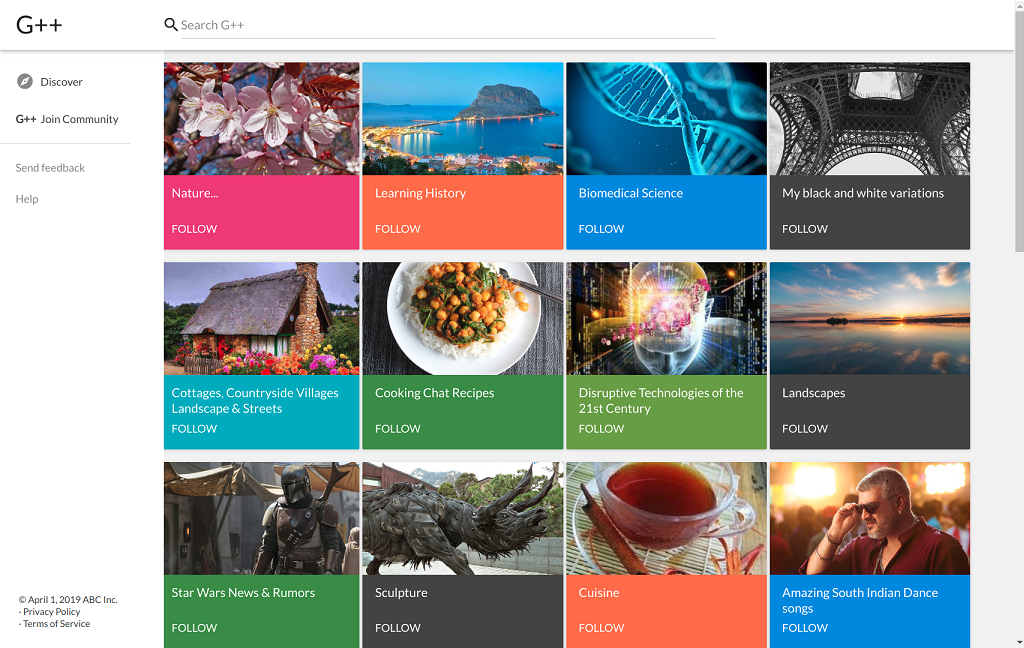 G++
Search G++
Discover
G++ Join Community
Send feedback
Help
Nature...
FOLLOW
Learning History
FOLLOW
Biomedical Science
FOLLOW
My black and white variations
FOLLOW
Cottages, Countryside Villages
Landscape & Streets
FOLLOW
Cooking Chat Recipes
FOLLOW
Disruptive Technologies of the
21st Century
FOLLOW
Landscapes
FOLLOW
Star Wars News & Rumors
FOLLOW
Sculpture
FOLLOW
Cuisine
FOLLOW
Amazing South Indian Dance
songs
FOLLOW
© April 1, 2019 ABC Inc.
· Privacy Policy
· Terms of Service